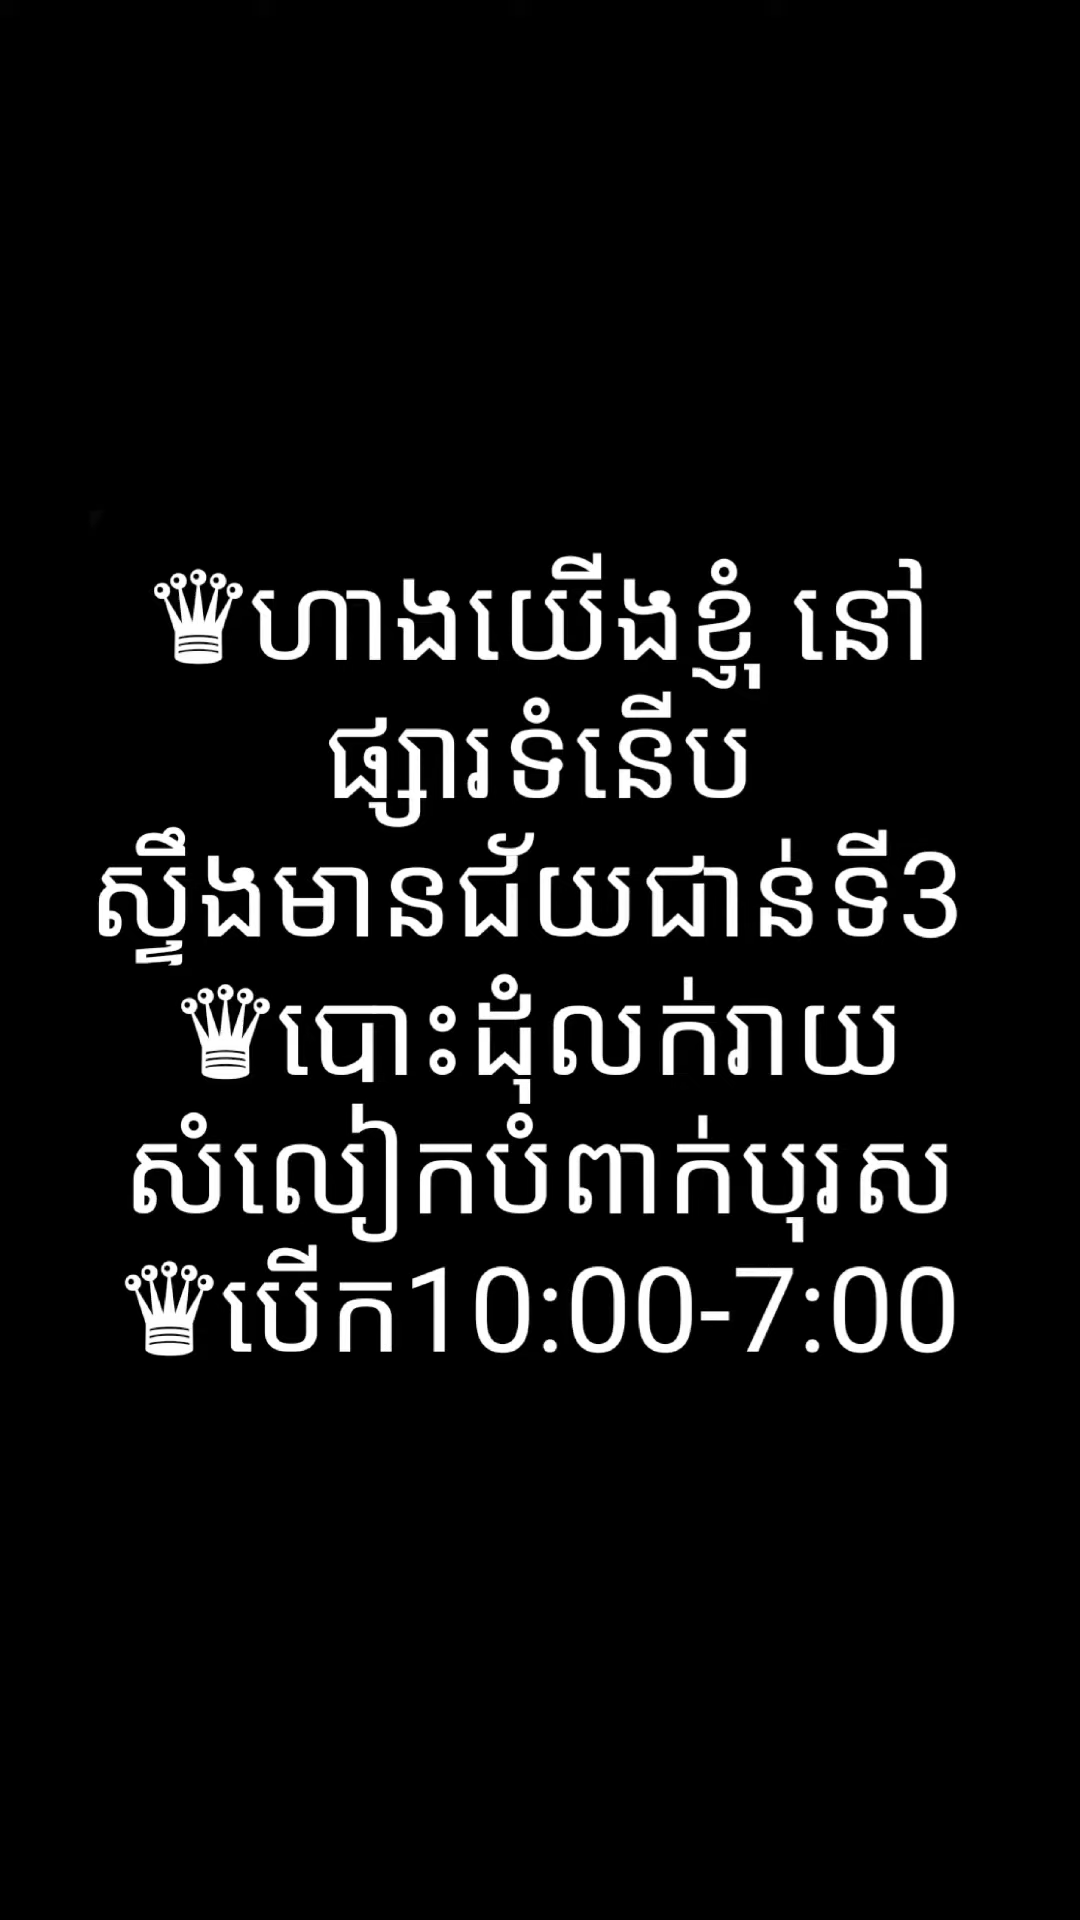 ♛ហាងយើងខ្ញុំ នៅ
ផ្សារទំនើប
ស្ទឹងមានជ័យជាន់ទី3
♛បោះដុំលក់រាយ
សំលៀកបំពាក់បុរស
♛បើក10:00-7:00